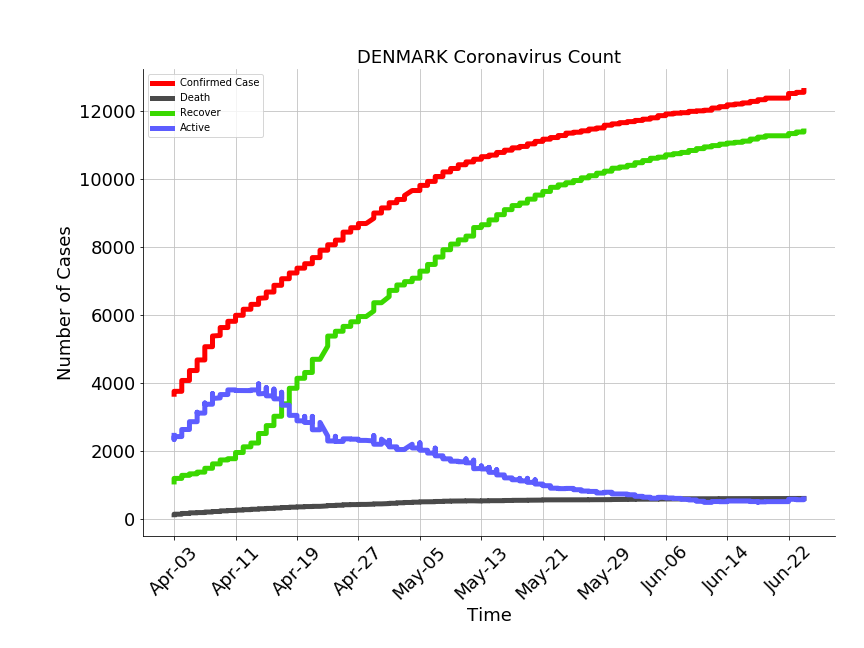 DENMARK Coronavirus Count
Confirmed Case
Death
Recover
Active
12000
10000
8000
6000
4000
2000
0
Number of Cases
Apr-03
Apr-11
Apr-19
Apr-27
May-05
May-13
May-21
May-29
Jun-06
Jun-14
Jun-22
Time